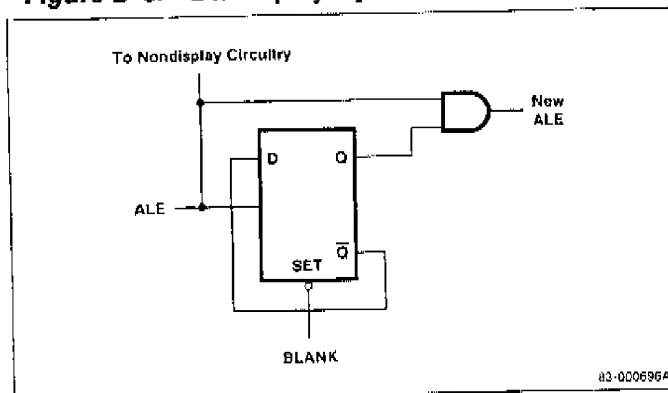 To Nondisplay Circuitry
New
ALE
D
Q
ALE
Q̅
SET
BLANK
83-000696A